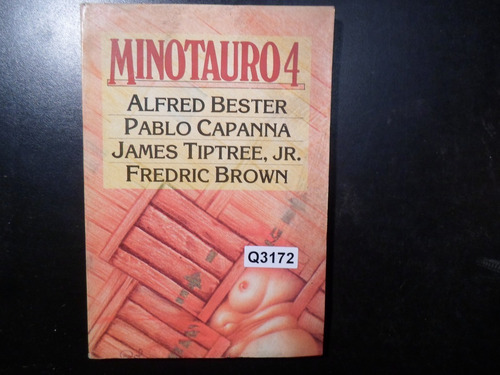 MINOTAURO 4
ALFRED BESTER
PABLO CAPANNA
JAMES TIPTREE, JR.
FREDRIC BROWN
Q3172